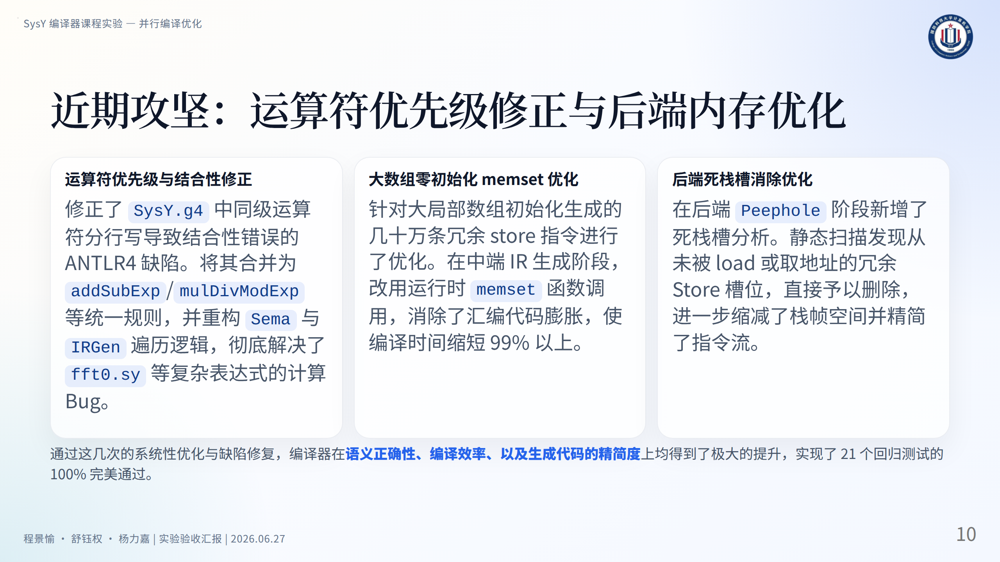 SysY 编译器课程实验 — 并行编译优化
国防科技大学计算机学院
1966
近期攻坚：运算符优先级修正与后端内存优化
运算符优先级与结合性修正
修正了 SysY.g4 中同级运算
符分行写导致结合性错误的
ANTLR4 缺陷。将其合并为
addSubExp/mulDivModExp
等统一规则，并重构 Sema 与
IRGen 遍历逻辑，彻底解决了
fft0.sy 等复杂表达式的计算
Bug。
大数组零初始化 memset 优化
针对大局部数组初始化生成的
几十万条冗余 store 指令进行
了优化。在中端 IR 生成阶段，
改用运行时 memset 函数调
用，消除了汇编代码膨胀，使
编译时间缩短 99% 以上。
后端死栈槽消除优化
在后端 Peephole 阶段新增了
死栈槽分析。静态扫描发现从
未被 load 或取地址的冗余
Store 槽位，直接予以删除，
进一步缩减了栈帧空间并精简
了指令流。
通过这几次的系统性优化与缺陷修复，编译器在语义正确性、编译效率、以及生成代码的精简度上均得到了极大的提升，实现了 21 个回归测试的
100% 完美通过。
程景愉 · 舒钰权 · 杨力嘉 | 实验验收汇报 | 2026.06.27
10